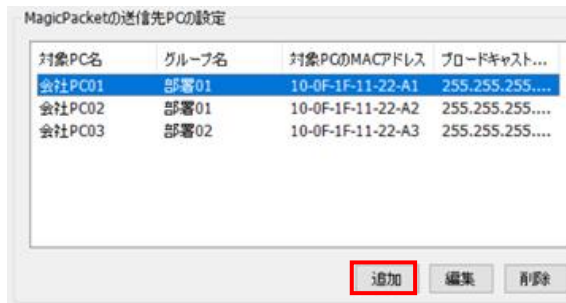 MagicPacketの送信先PCの設定
対象PC名 グループ名 対象PCのMACアドレス ブロードキャスト...
会社PC01 部署01 10-0F-1F-11-22-A1 255.255.255....
会社PC02 部署01 10-0F-1F-11-22-A2 255.255.255....
会社PC03 部署02 10-0F-1F-11-22-A3 255.255.255....
追加 編集 削除